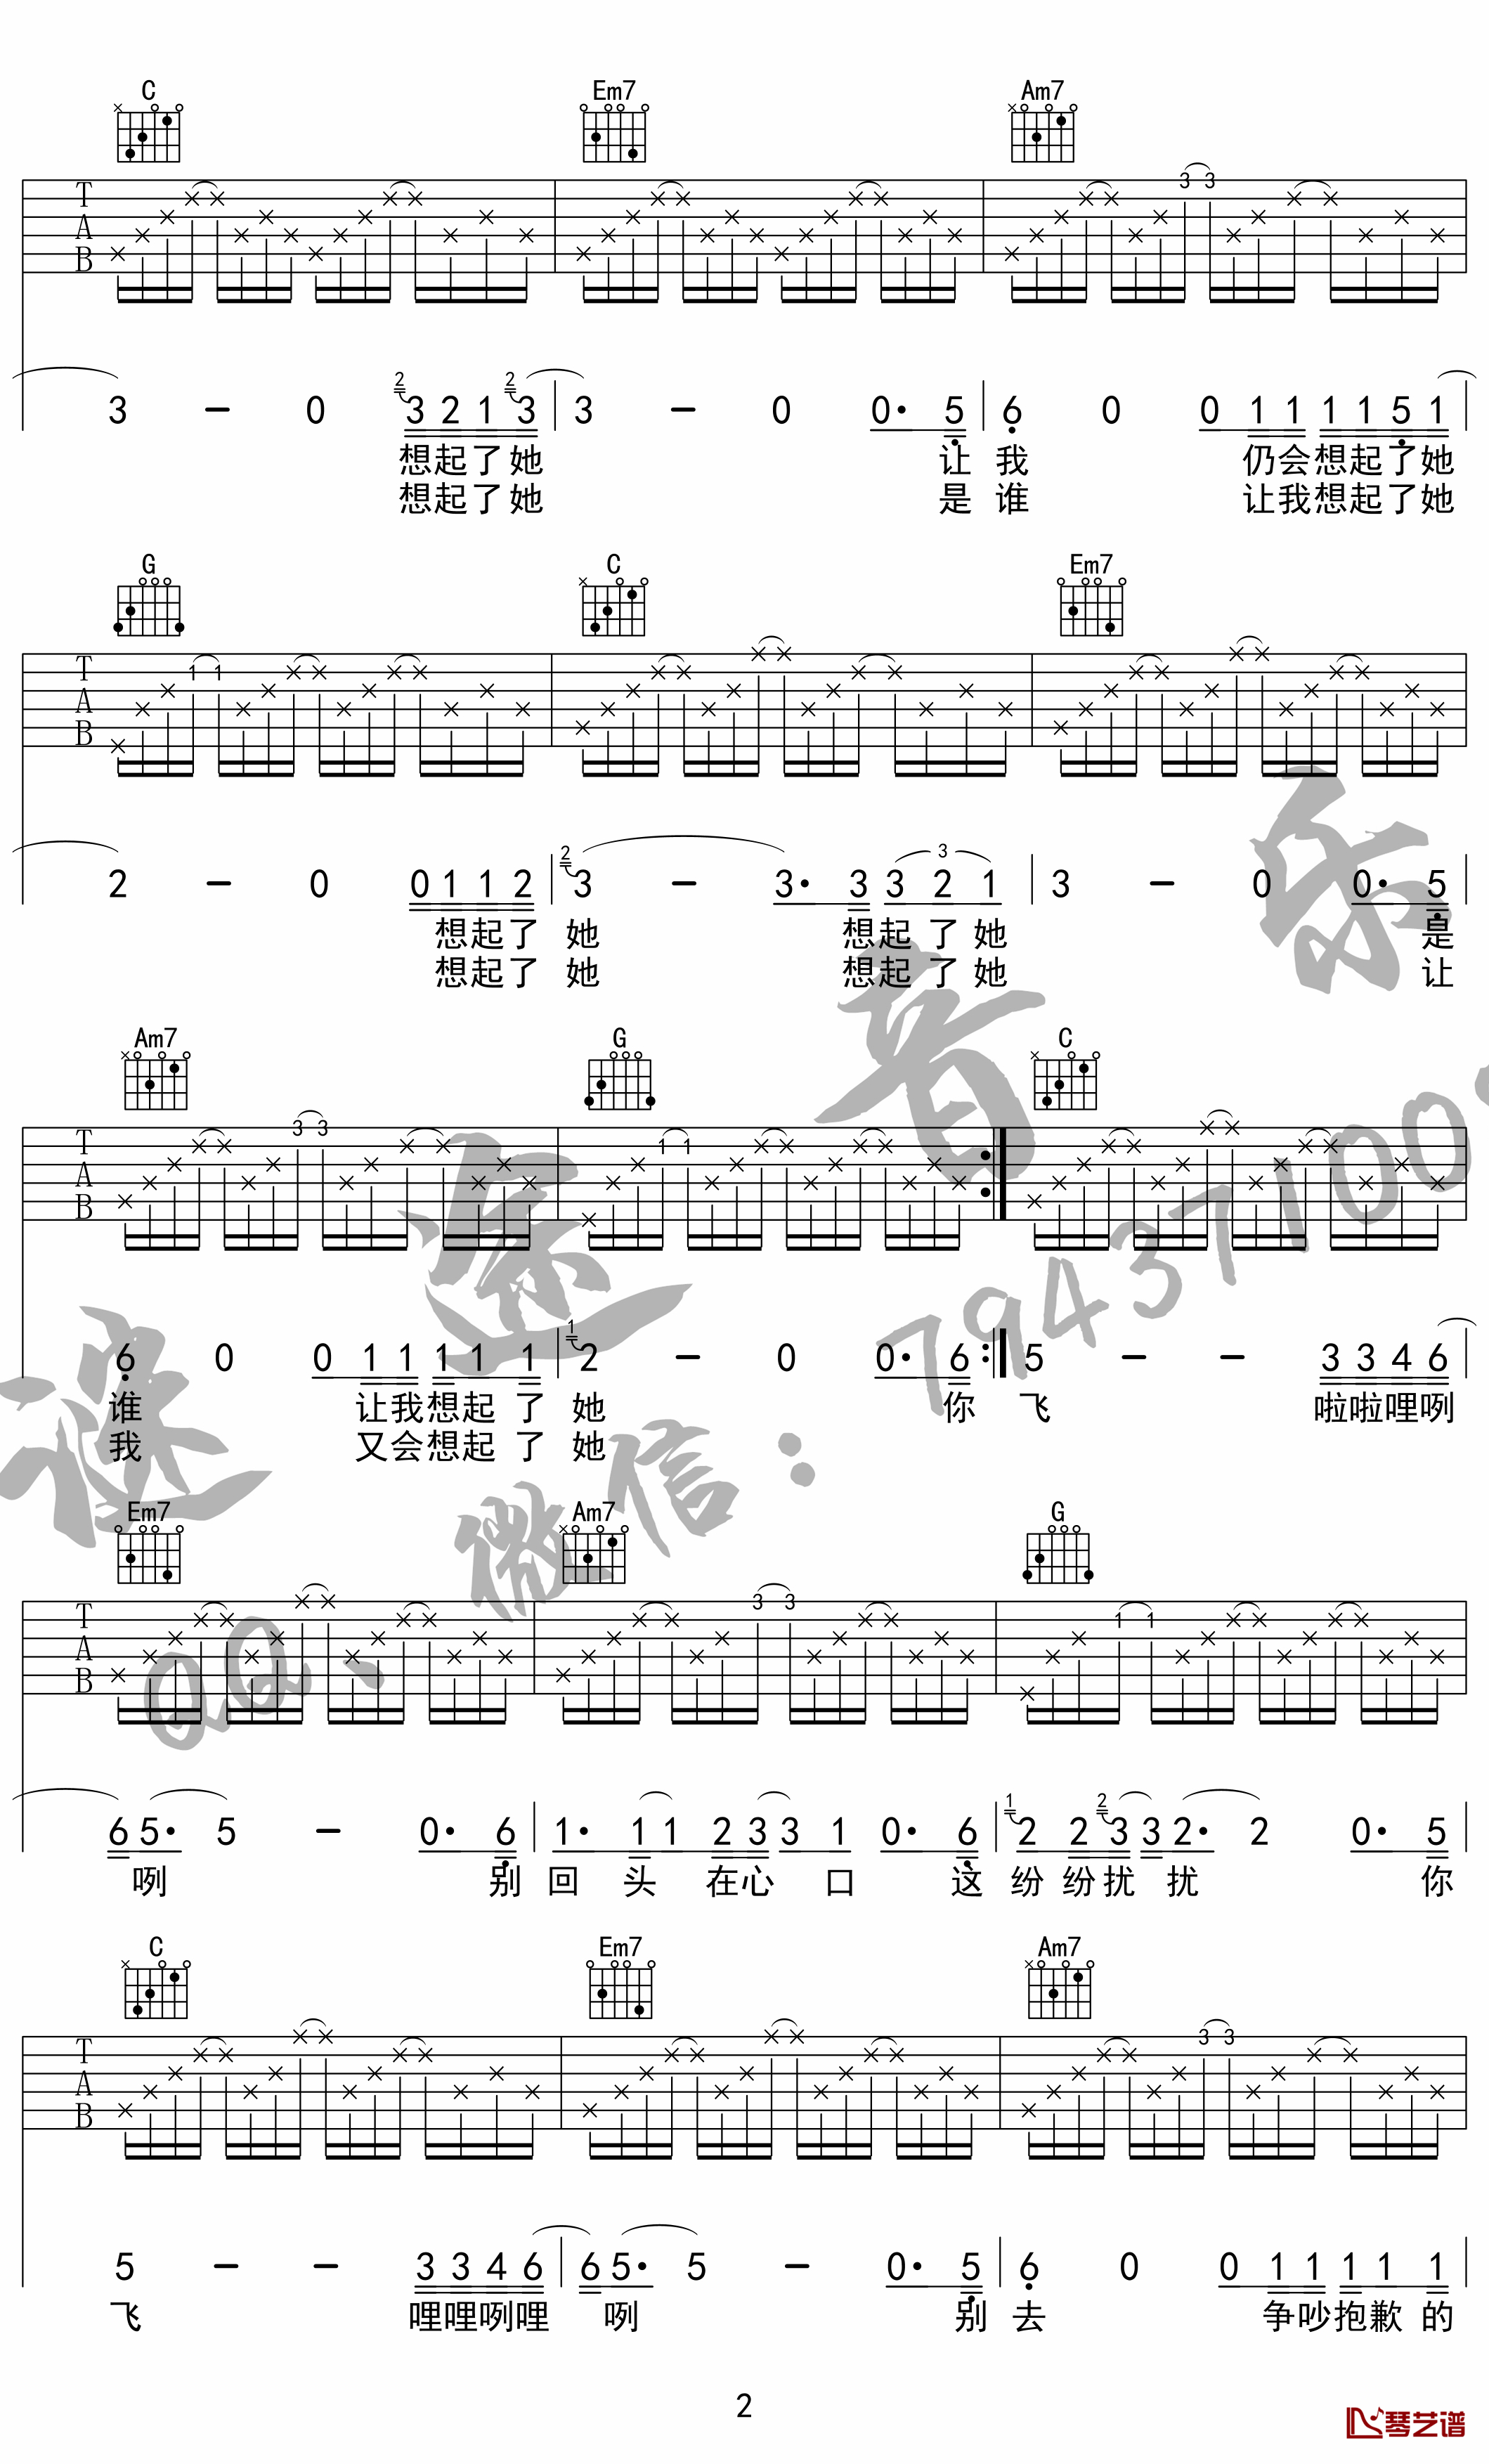 C Em7 Am7
3 3
T
A
B
3 - 0 2 3 2 1 2 3 3 - 0 0· 5 6 0 0 1 1 1 1 5 1
想起了她 让 我 仍会想起了她
想起了她 是 谁 让我想起了她
G C Em7
1 1
T
A
B
2 - 0 0 1 1 2 2 3 - 3· 3 3 2 1 3 3 - 0 0· 5
想起了 她 想起了她 是
想起了 她 想起了她 让
Am7 G C
3 3 1 1
T
A
B
6 0 0 1 1 1 1 1 1 2 - 0 0· 6 5 - - 3 3 4 6
谁 让我想起 了 她 你 飞 啦啦哩咧
我 又会想起 了 她
Em7 Am7 G
3 3 1 1
T
A
B
6 5· 5 - 0· 6 1· 1 1 2 3 3 1 0· 6 1 2 2 2 3 3 2· 2 0· 5
咧 别 回 头 在心 口 这 纷 纷扰 扰 你
C Em7 Am7
3 3
T
A
B
5 - - 3 3 4 6 6 5· 5 - 0· 5 6 0 0 1 1 1 1 1
飞 哩哩咧哩 咧 别 去 争吵抱歉 的
2
琴艺谱
谜途音乐
QQ、微信：79437100